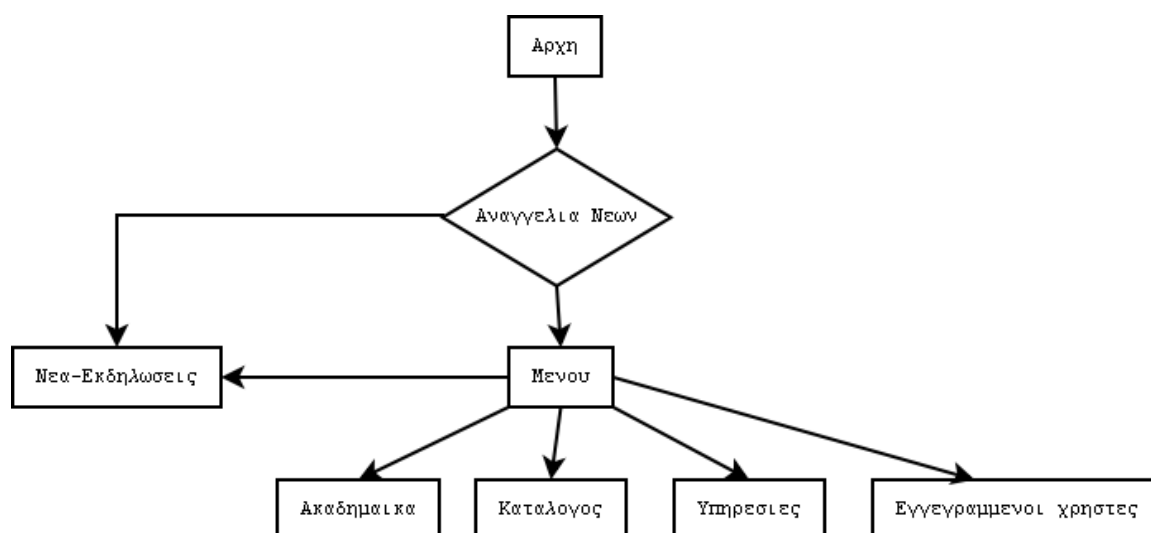 Αρχη
Αναγγελια Νεων
Νεα-Εκδηλωσεις
Μενου
Ακαδημαικα
Καταλογος
Υπηρεσιες
Εγγεγραμμενοι χρηστες